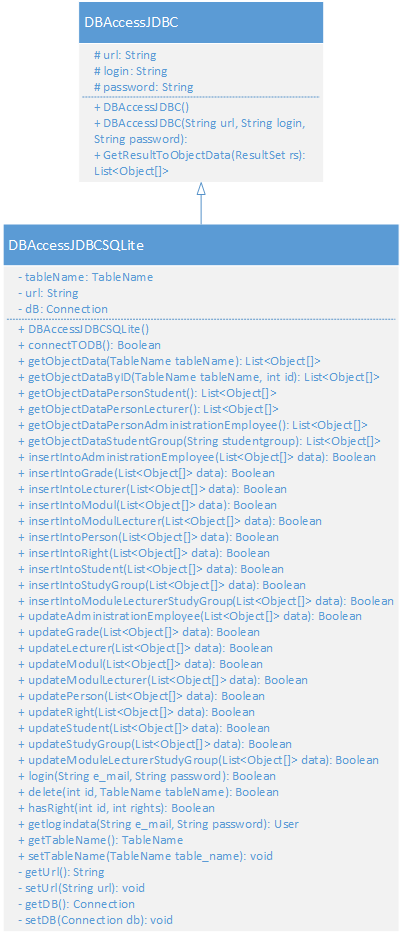 DBAccessJDBC
# url: String
# login: String
# password: String
+ DBAccessJDBC()
+ DBAccessJDBC(String url, String login,
String password):
+ GetResultToObjectData(ResultSet rs):
List<Object[]>
DBAccessJDBCSQLite
- tableName: TableName
- url: String
- dB: Connection
+ DBAccessJDBCSQLite()
+ connectTODB(): Boolean
+ getObjectData(TableName tableName): List<Object[]>
+ getObjectDataByID(TableName tableName, int id): List<Object[]>
+ getObjectDataPersonStudent(): List<Object[]>
+ getObjectDataPersonLecturer(): List<Object[]>
+ getObjectDataPersonAdministrationEmployee(): List<Object[]>
+ getObjectDataStudentGroup(String studentgroup): List<Object[]>
+ insertIntoAdministrationEmployee(List<Object[]> data): Boolean
+ insertIntoGrade(List<Object[]> data): Boolean
+ insertIntoLecturer(List<Object[]> data): Boolean
+ insertIntoModul(List<Object[]> data): Boolean
+ insertIntoModulLecturer(List<Object[]> data): Boolean
+ insertIntoPerson(List<Object[]> data): Boolean
+ insertIntoRight(List<Object[]> data): Boolean
+ insertIntoStudent(List<Object[]> data): Boolean
+ insertIntoStudyGroup(List<Object[]> data): Boolean
+ insertIntoModuleLecturerStudyGroup(List<Object[]> data): Boolean
+ updateAdministrationEmployee(List<Object[]> data): Boolean
+ updateGrade(List<Object[]> data): Boolean
+ updateLecturer(List<Object[]> data): Boolean
+ updateModul(List<Object[]> data): Boolean
+ updateModulLecturer(List<Object[]> data): Boolean
+ updatePerson(List<Object[]> data): Boolean
+ updateRight(List<Object[]> data): Boolean
+ updateStudent(List<Object[]> data): Boolean
+ updateStudyGroup(List<Object[]> data): Boolean
+ updateModuleLecturerStudyGroup(List<Object[]> data): Boolean
+ login(String e_mail, String password): Boolean
+ delete(int id, TableName tableName): Boolean
+ hasRight(int id, int rights): Boolean
+ getlogindata(String e_mail, String password): User
+ getTableName(): TableName
+ setTableName(TableName table_name): void
- getUrl(): String
- setUrl(String url): void
- getDB(): Connection
- setDB(Connection db): void